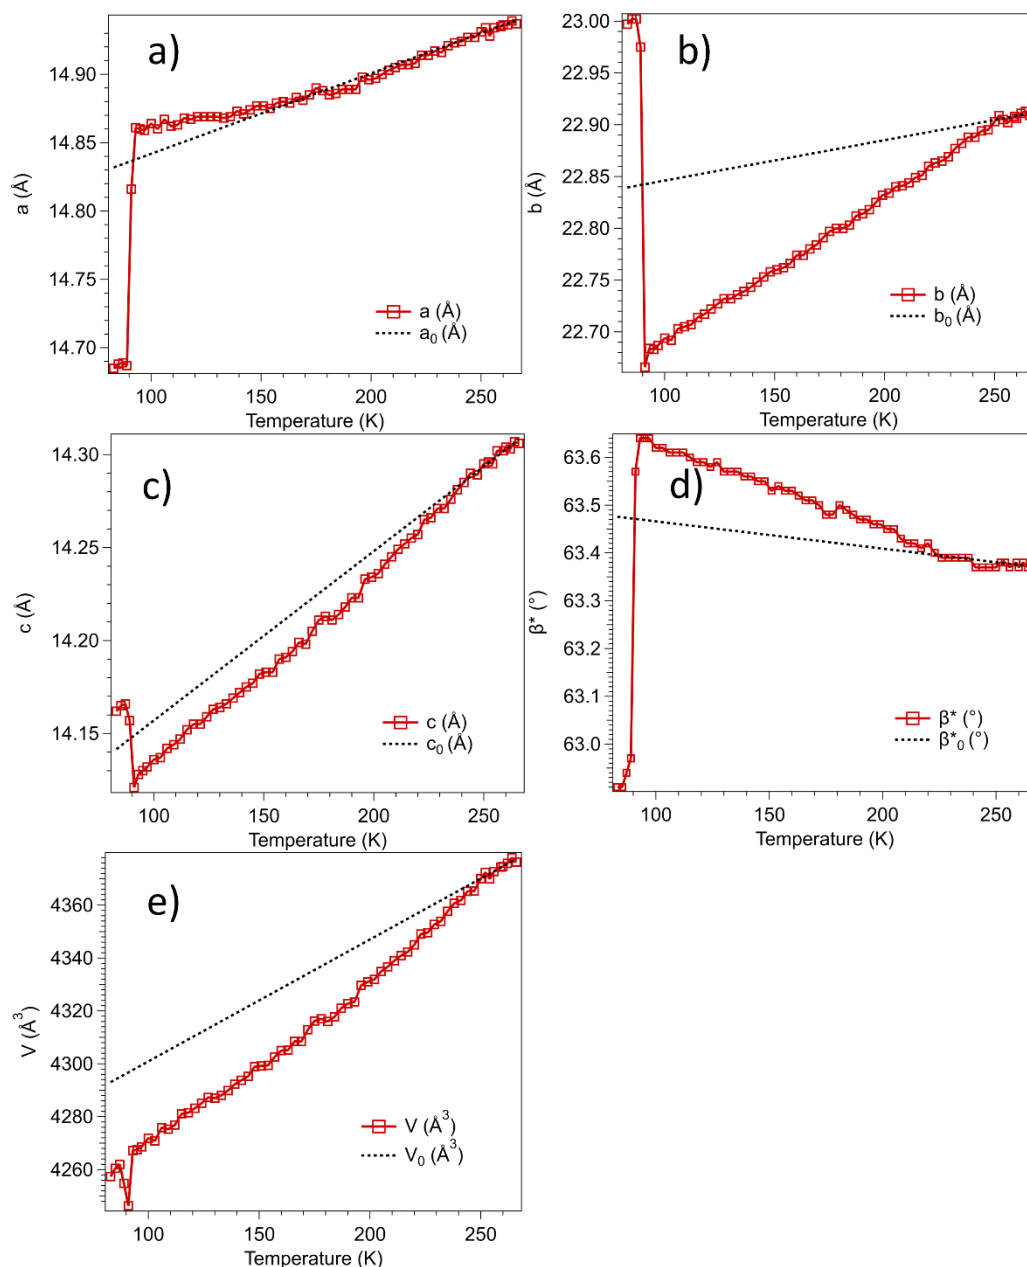 a)
14.90
14.85
14.80
14.75
14.70
a (Å)
a (Å)
a₀ (Å)
100 150 200 250
Temperature (K)
b)
23.00
22.95
22.90
22.85
22.80
22.75
22.70
b (Å)
b (Å)
b₀ (Å)
100 150 200 250
Temperature (K)
c)
14.30
14.25
14.20
14.15
c (Å)
c (Å)
c₀ (Å)
100 150 200 250
Temperature (K)
d)
63.6
63.5
63.4
63.3
63.2
63.1
63.0
β* (°)
β* (°)
β*₀ (°)
100 150 200 250
Temperature (K)
e)
4360
4340
4320
4300
4280
4260
V (Å³)
V (Å³)
V₀ (Å³)
100 150 200 250
Temperature (K)